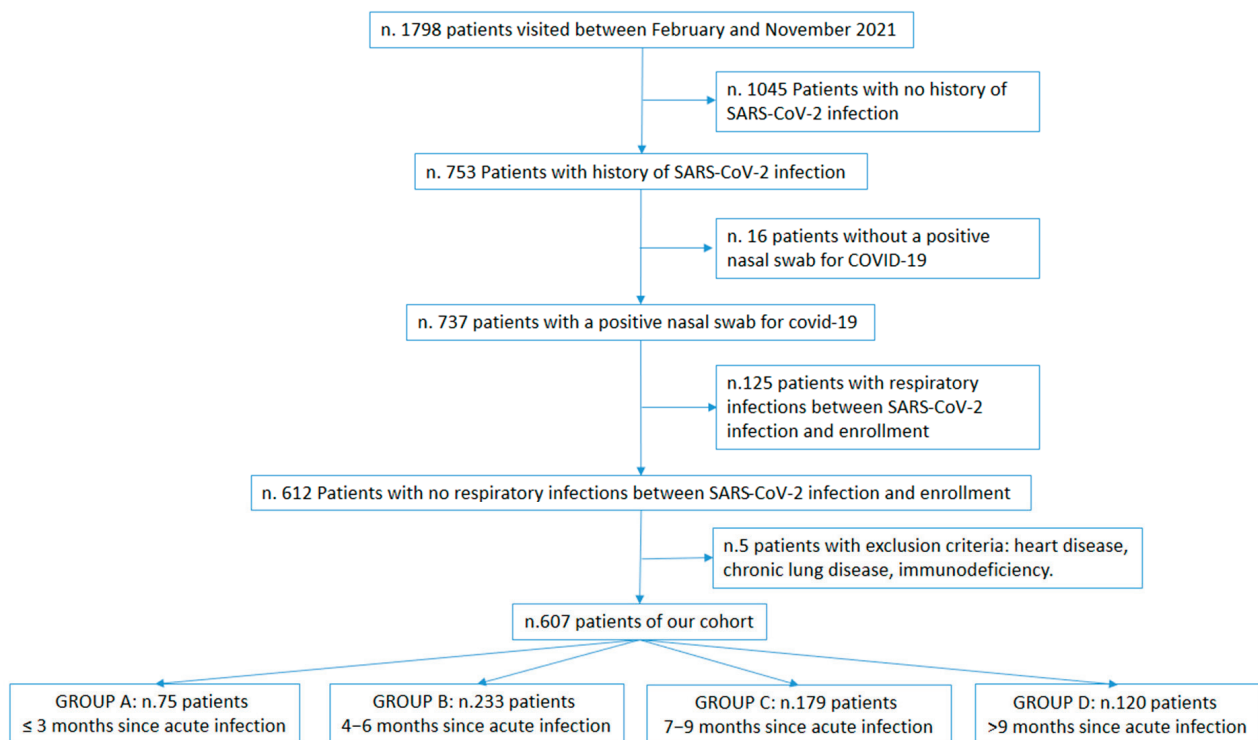 n. 1798 patients visited between February and November 2021
n. 1045 Patients with no history of
SARS-CoV-2 infection
n. 753 Patients with history of SARS-CoV-2 infection
n. 16 patients without a positive
nasal swab for COVID-19
n. 737 patients with a positive nasal swab for covid-19
n.125 patients with respiratory
infections between SARS-CoV-2
infection and enrollment
n. 612 Patients with no respiratory infections between SARS-CoV-2 infection and enrollment
n.5 patients with exclusion criteria: heart disease,
chronic lung disease, immunodeficiency.
n.607 patients of our cohort
GROUP A: n.75 patients
≤ 3 months since acute infection
GROUP B: n.233 patients
4−6 months since acute infection
GROUP C: n.179 patients
7−9 months since acute infection
GROUP D: n.120 patients
>9 months since acute infection